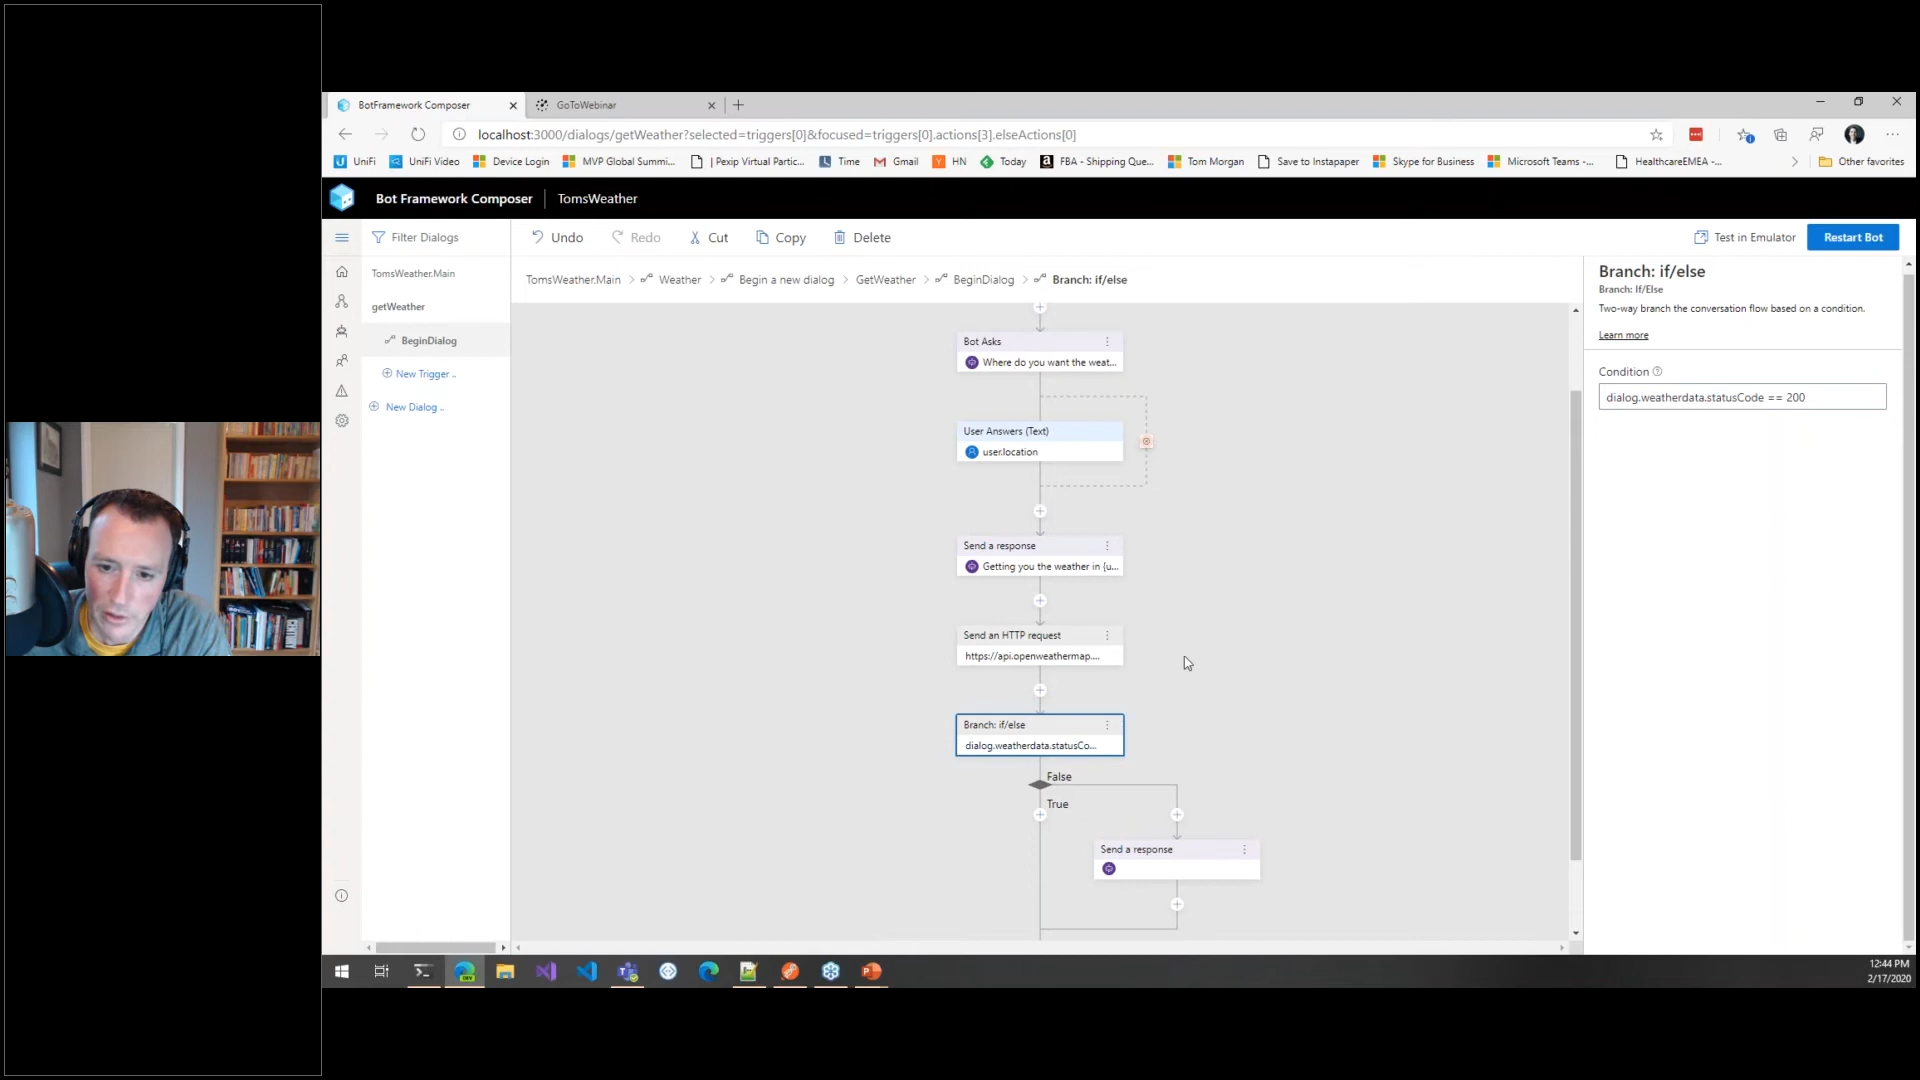 BotFramework Composer
GoToWebinar
localhost:3000/dialogs/getWeather?selected=triggers[0]&focused=triggers[0].actions[3].elseActions[0]
UniFi
UniFi Video
Device Login
MVP Global Summi...
| Pexip Virtual Partic...
Time
Gmail
HN
Today
FBA - Shipping Que...
Tom Morgan
Save to Instapaper
Skype for Business
Microsoft Teams -...
HealthcareEMEA -...
Other favorites
Bot Framework Composer
TomsWeather
Filter Dialogs
Undo
Redo
Cut
Copy
Delete
Test in Emulator
Restart Bot
TomsWeather.Main
getWeather
BeginDialog
New Trigger ..
New Dialog ..
TomsWeather.Main > Weather > Begin a new dialog > GetWeather > BeginDialog > Branch: if/else
Bot Asks
Where do you want the weat...
User Answers (Text)
user.location
Send a response
Getting you the weather in {u...
Send an HTTP request
https://api.openweathermap....
Branch: if/else
dialog.weatherdata.statusCo...
False
True
Send a response
Branch: if/else
Branch: If/Else
Two-way branch the conversation flow based on a condition.
Learn more
Condition
dialog.weatherdata.statusCode == 200
12:44 PM
2/17/2020